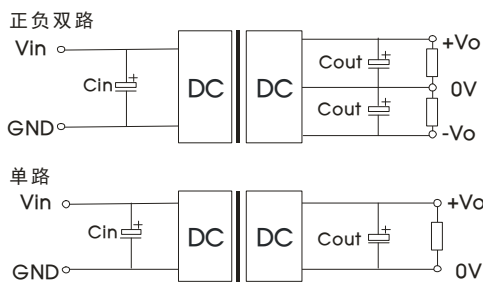 正负双路
Vin
+
Cin
GND
DC
DC
Cout
+
Cout
+
+Vo
0V
-Vo
单路
Vin
+
Cin
GND
DC
DC
Cout
+
+Vo
0V